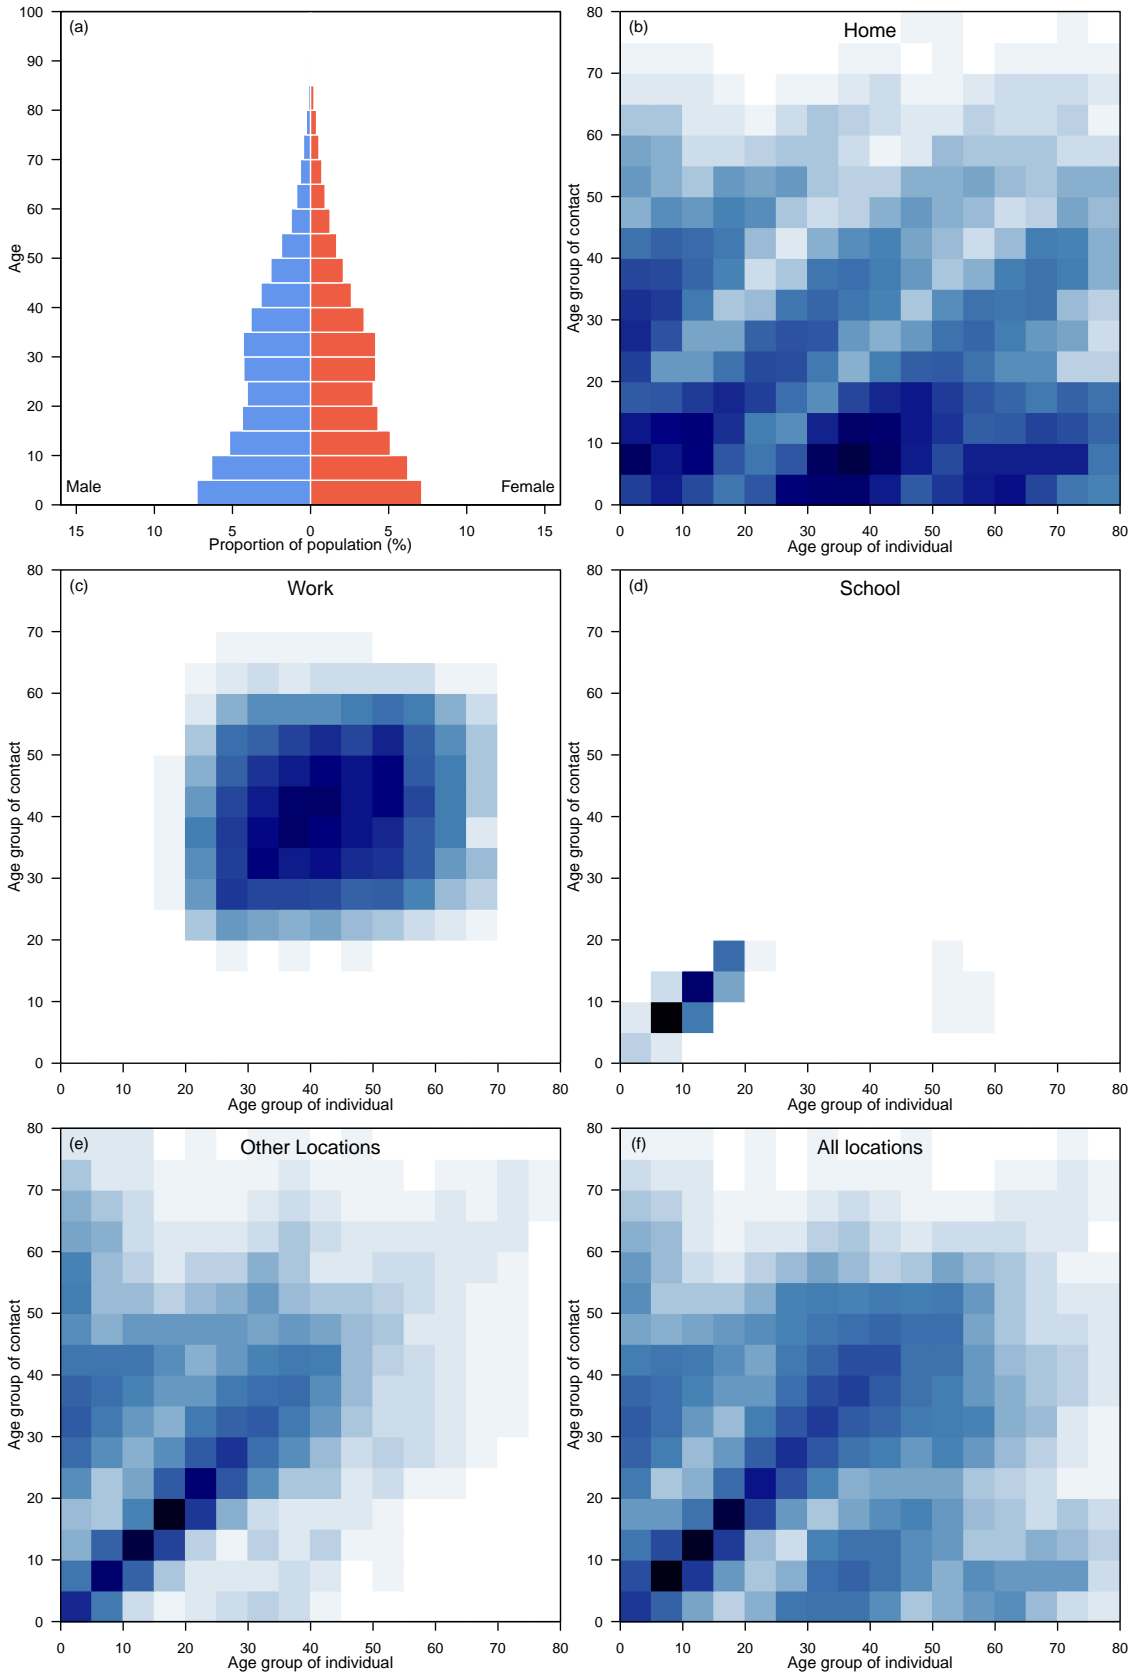 (a)
100
90
80
70
60
50
40
30
20
10
0
Age
Male
Female
15 10 5 0 5 10 15
Proportion of population (%)
(b)
Home
80
70
60
50
40
30
20
10
0
Age group of contact
0 10 20 30 40 50 60 70 80
Age group of individual
(c)
Work
80
70
60
50
40
30
20
10
0
Age group of contact
0 10 20 30 40 50 60 70 80
Age group of individual
(d)
School
80
70
60
50
40
30
20
10
0
Age group of contact
0 10 20 30 40 50 60 70 80
Age group of individual
(e)
Other Locations
80
70
60
50
40
30
20
10
0
Age group of contact
0 10 20 30 40 50 60 70 80
Age group of individual
(f)
All locations
80
70
60
50
40
30
20
10
0
Age group of contact
0 10 20 30 40 50 60 70 80
Age group of individual